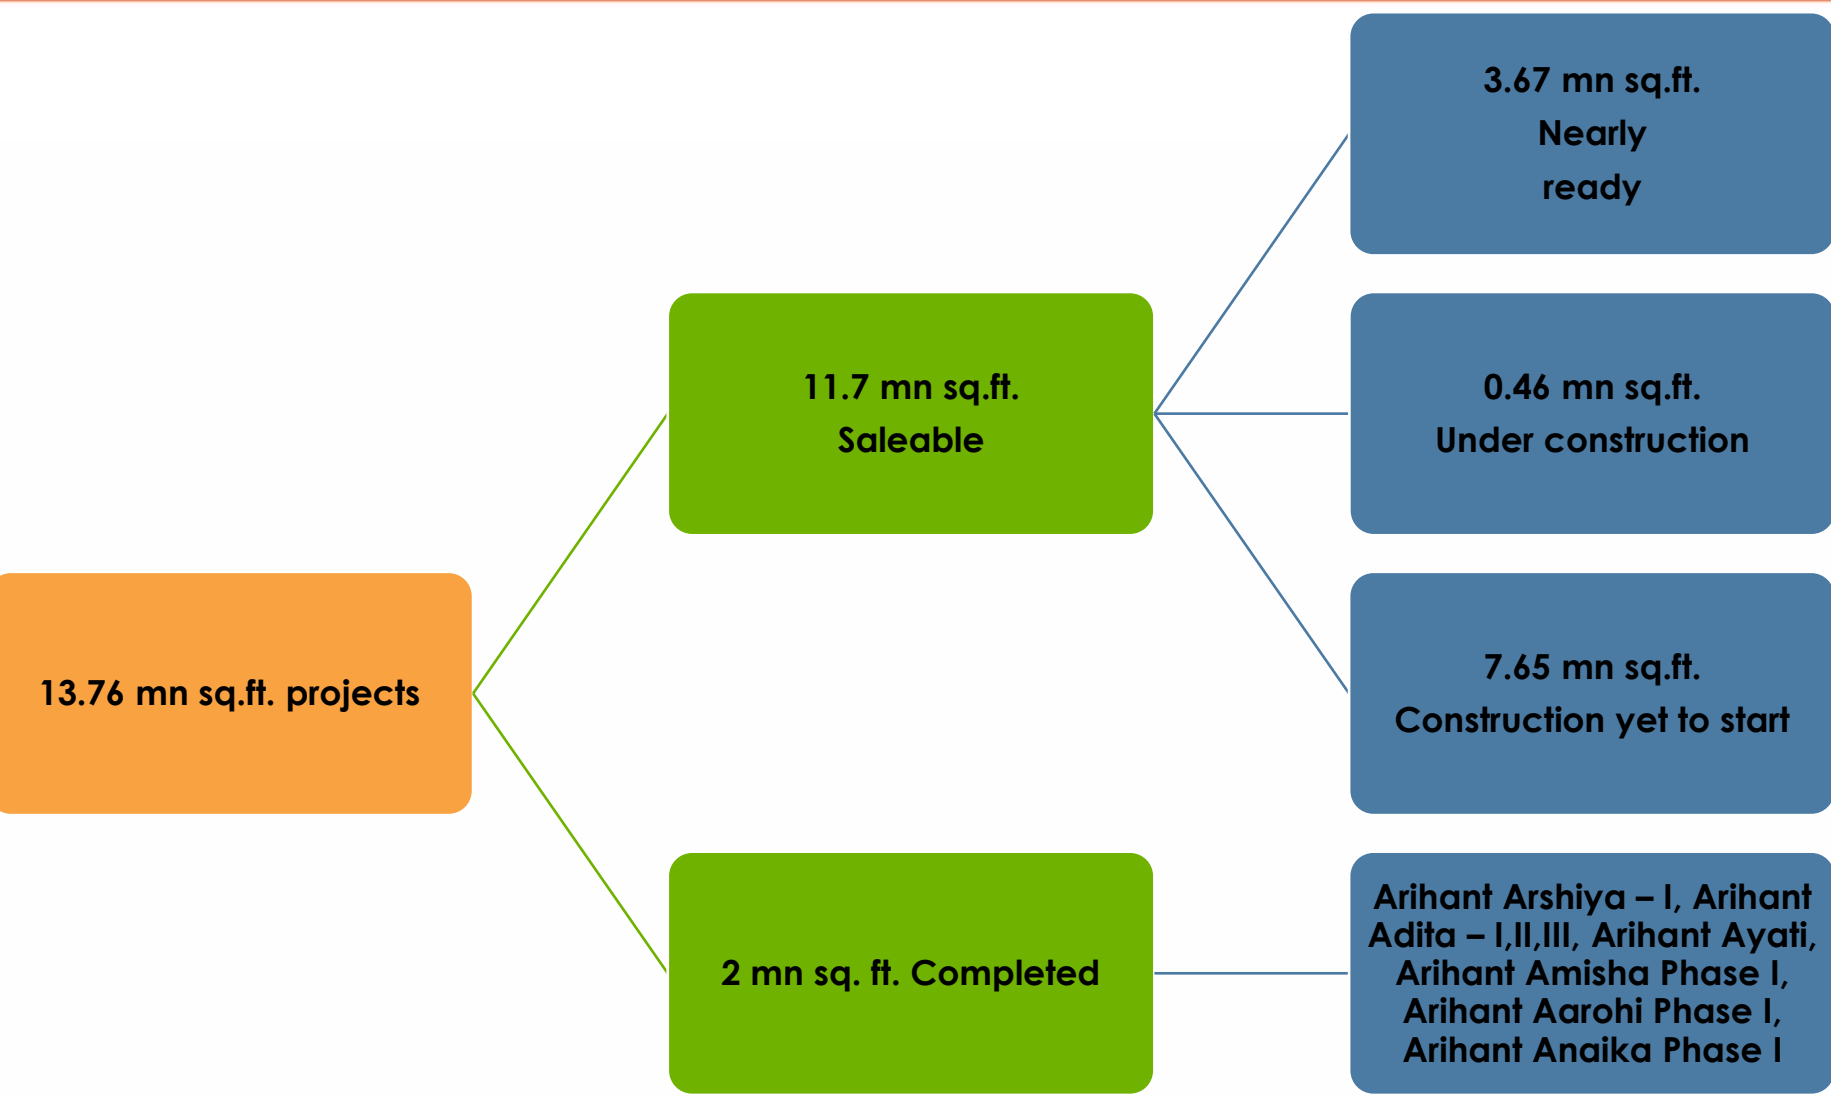 13.76 mn sq.ft. projects
11.7 mn sq.ft.
Saleable
3.67 mn sq.ft.
Nearly
ready
0.46 mn sq.ft.
Under construction
7.65 mn sq.ft.
Construction yet to start
2 mn sq. ft. Completed
Arihant Arshiya – I, Arihant
Adita – I,II,III, Arihant Ayati,
Arihant Amisha Phase I,
Arihant Aarohi Phase I,
Arihant Anaika Phase I